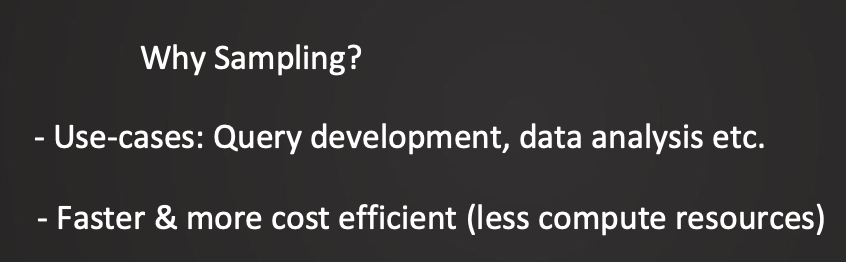 Why Sampling?
- Use-cases: Query development, data analysis etc.
- Faster & more cost efficient (less compute resources)